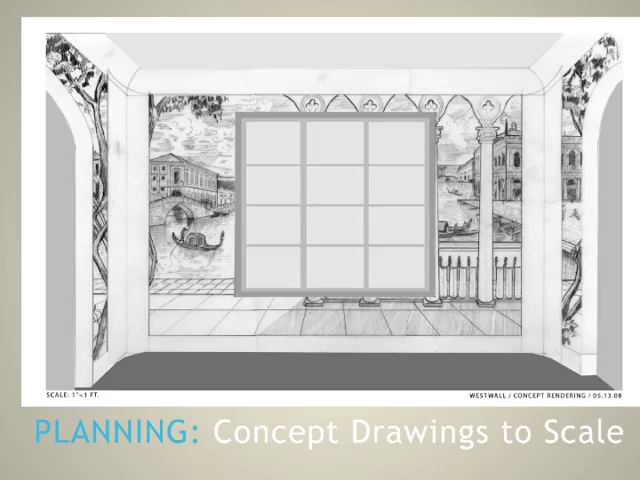 SCALE: 1"=1 FT.
WESTWALL / CONCEPT RENDERING / 05.13.08
PLANNING: Concept Drawings to Scale